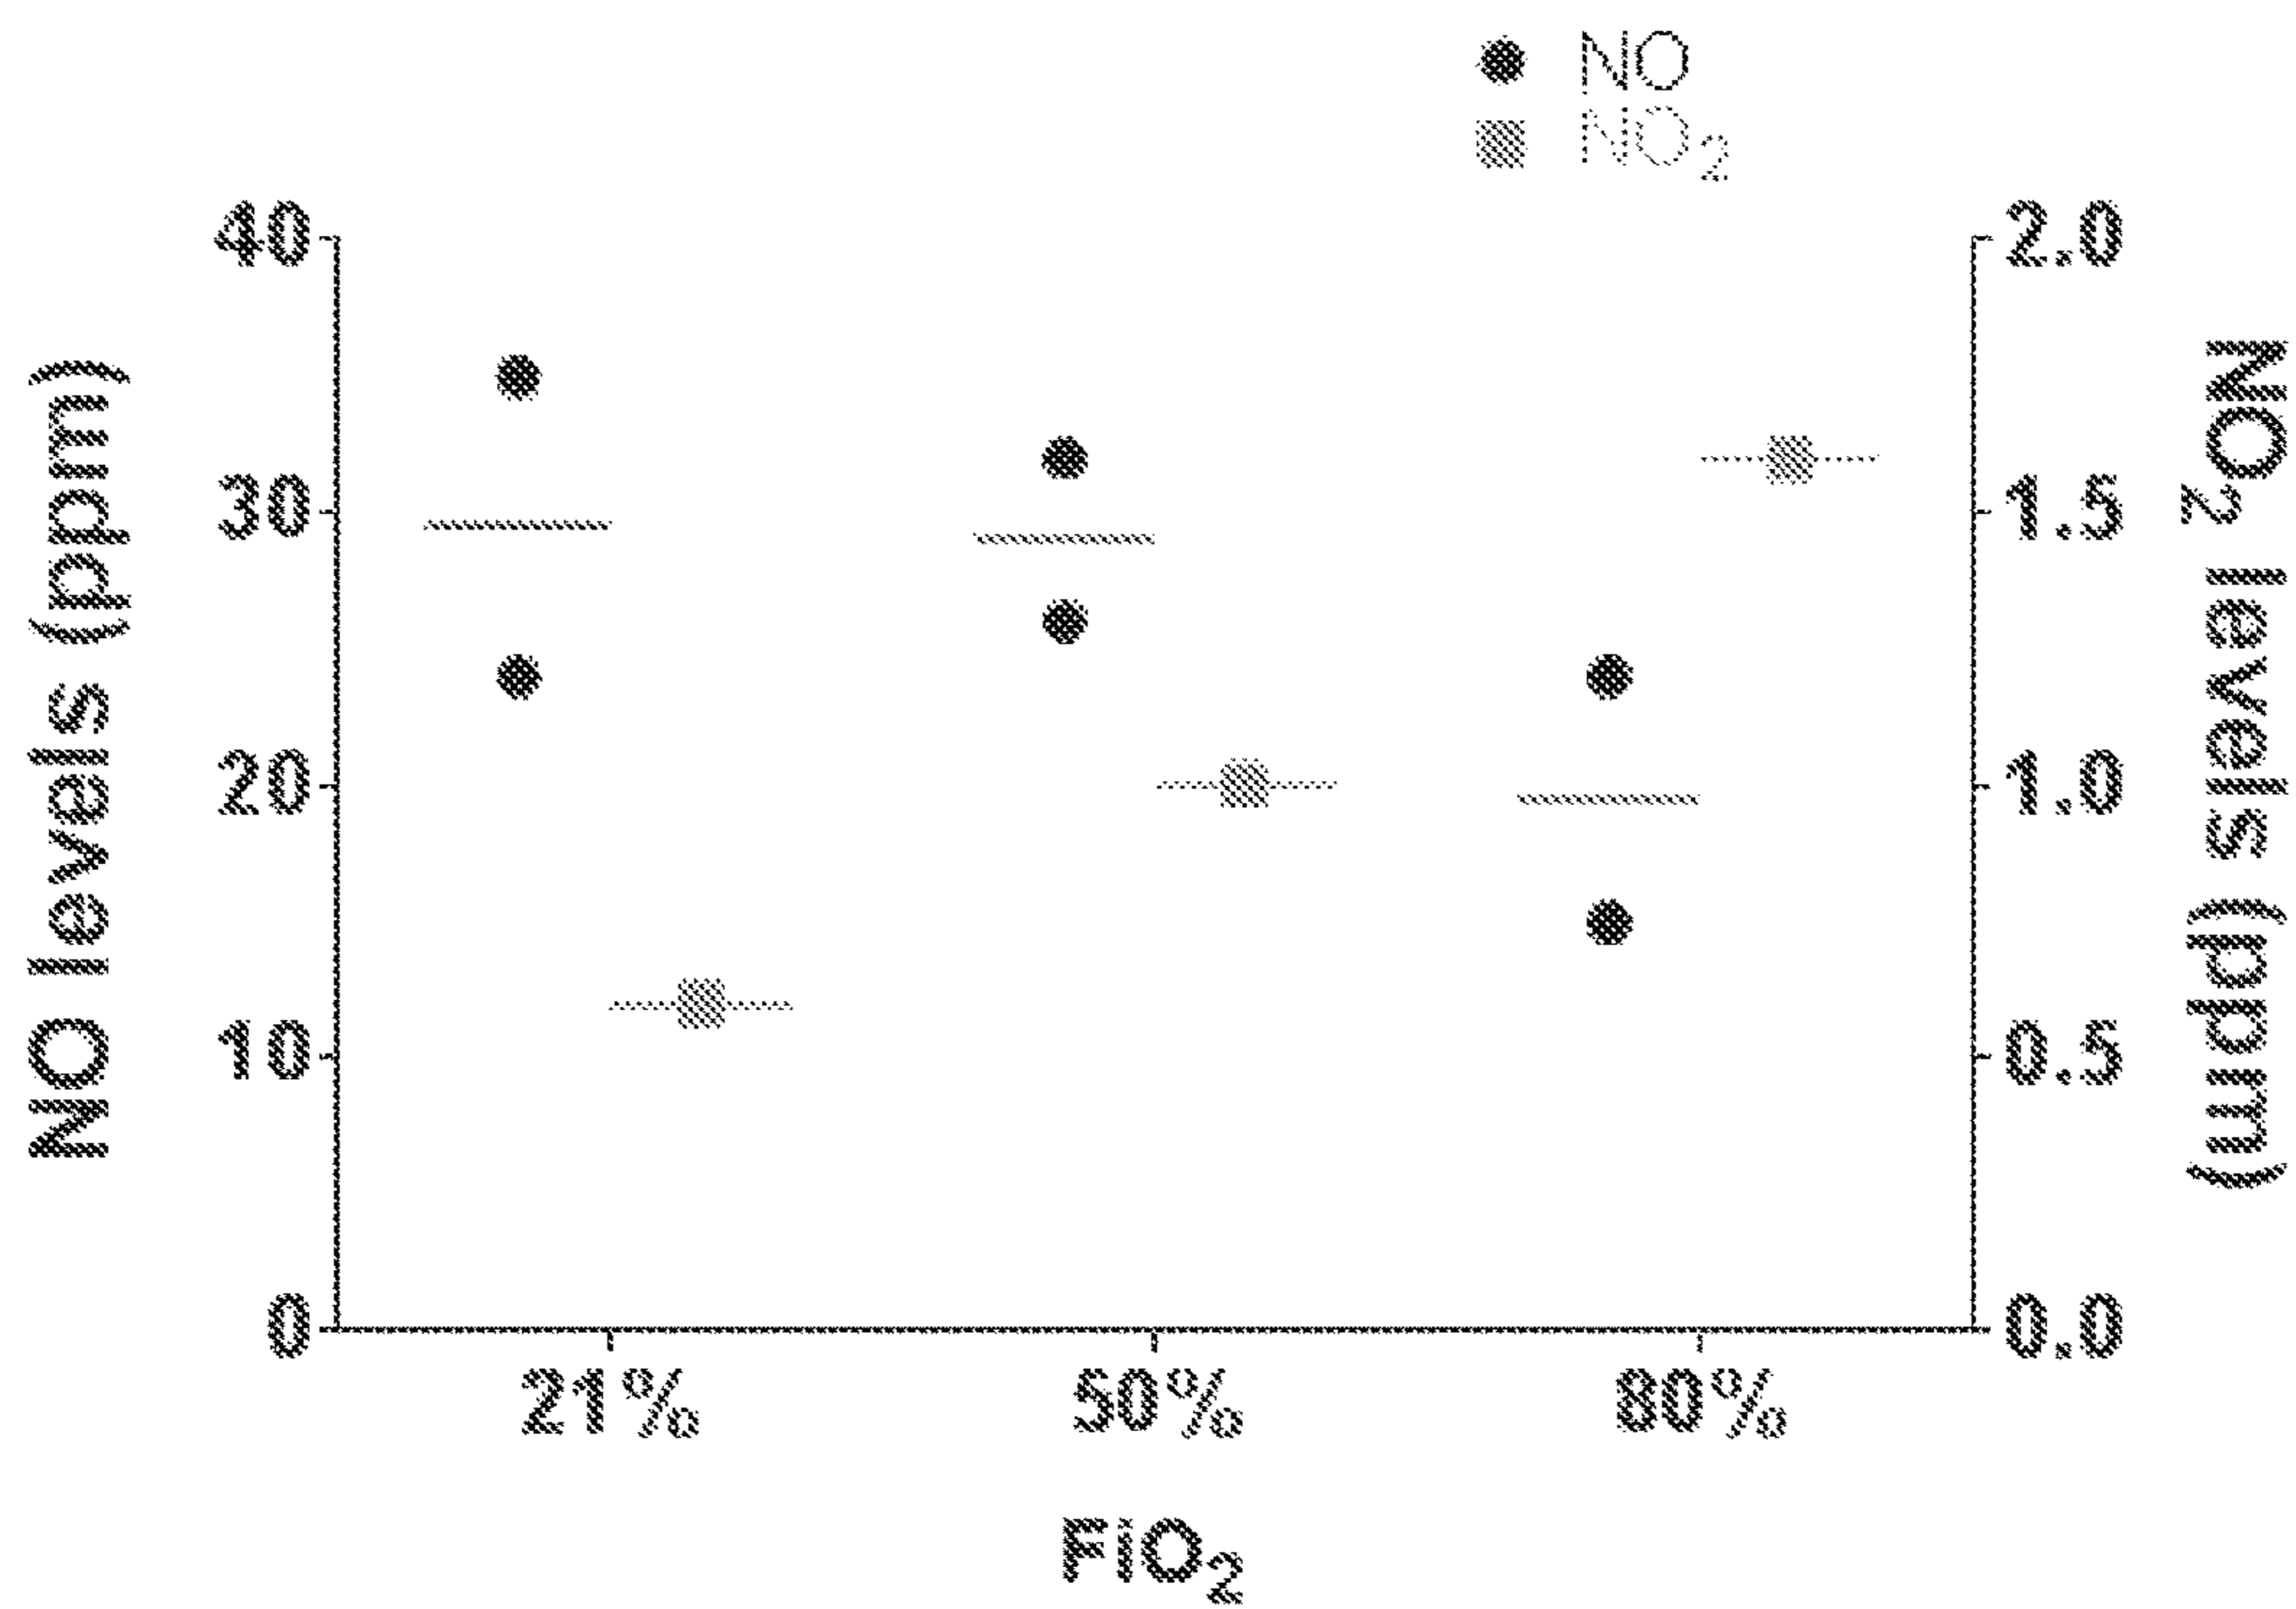 NO
NO₂
40
30
20
10
0
NO levels (ppm)
2.0
1.5
1.0
0.5
0.0
NO₂ levels (ppm)
21% 50% 80%
FiO₂